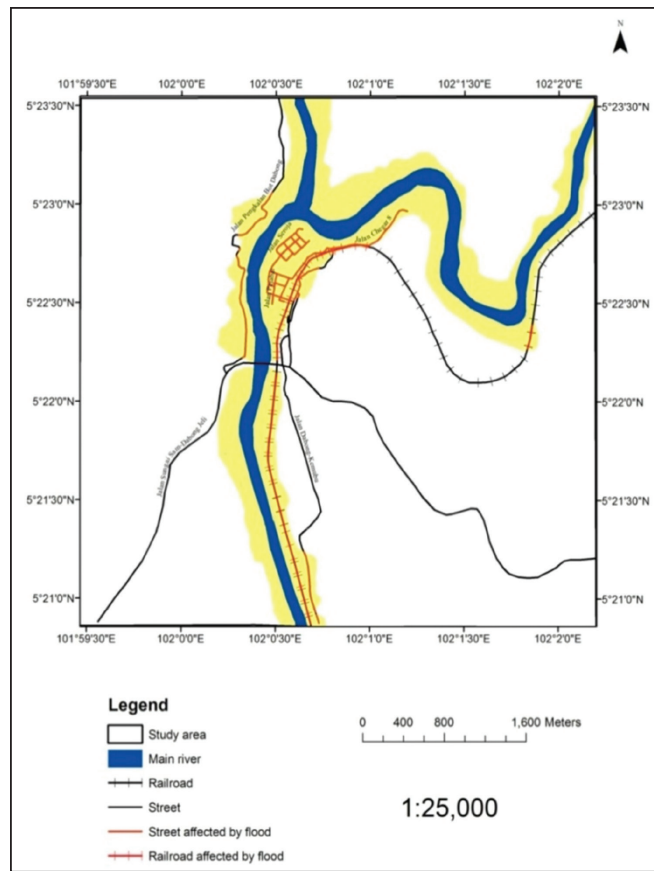 N
101°59'30"E 102°0'0"E 102°0'30"E 102°1'0"E 102°1'30"E 102°2'0"E
5°23'30"N 5°23'30"N
5°23'0"N 5°23'0"N
5°22'30"N 5°22'30"N
5°22'0"N 5°22'0"N
5°21'30"N 5°21'30"N
5°21'0"N 5°21'0"N
Jalan Dabong
Jalan
Jalan
101°59'30"E 102°0'0"E 102°0'30"E 102°1'0"E 102°1'30"E 102°2'0"E
Legend
Study area
Main river
Railroad
Street
Street affected by flood
Railroad affected by flood
0 400 800 1,600 Meters
1:25,000